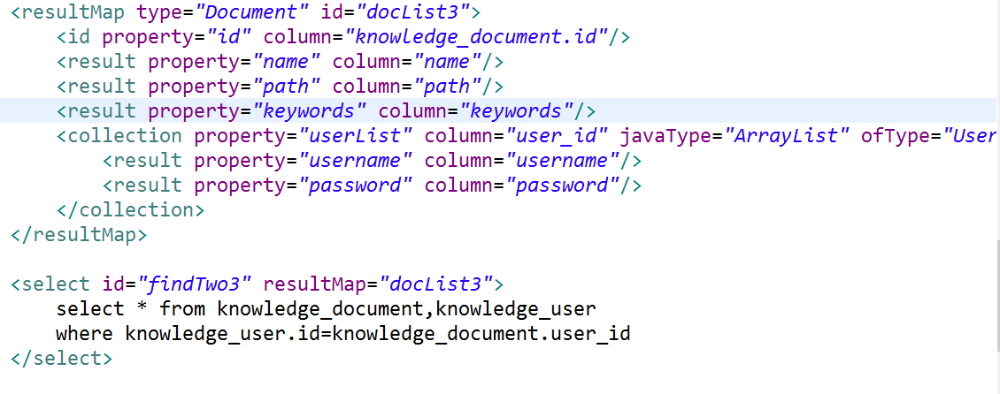 <resultMap type="Document" id="docList3">
    <id property="id" column="knowledge_document.id"/>
    <result property="name" column="name"/>
    <result property="path" column="path"/>
    <result property="keywords" column="keywords"/>
    <collection property="userList" column="user_id" javaType="ArrayList" ofType="User
        <result property="username" column="username"/>
        <result property="password" column="password"/>
    </collection>
</resultMap>
<select id="findTwo3" resultMap="docList3">
    select * from knowledge_document,knowledge_user
    where knowledge_user.id=knowledge_document.user_id
</select>